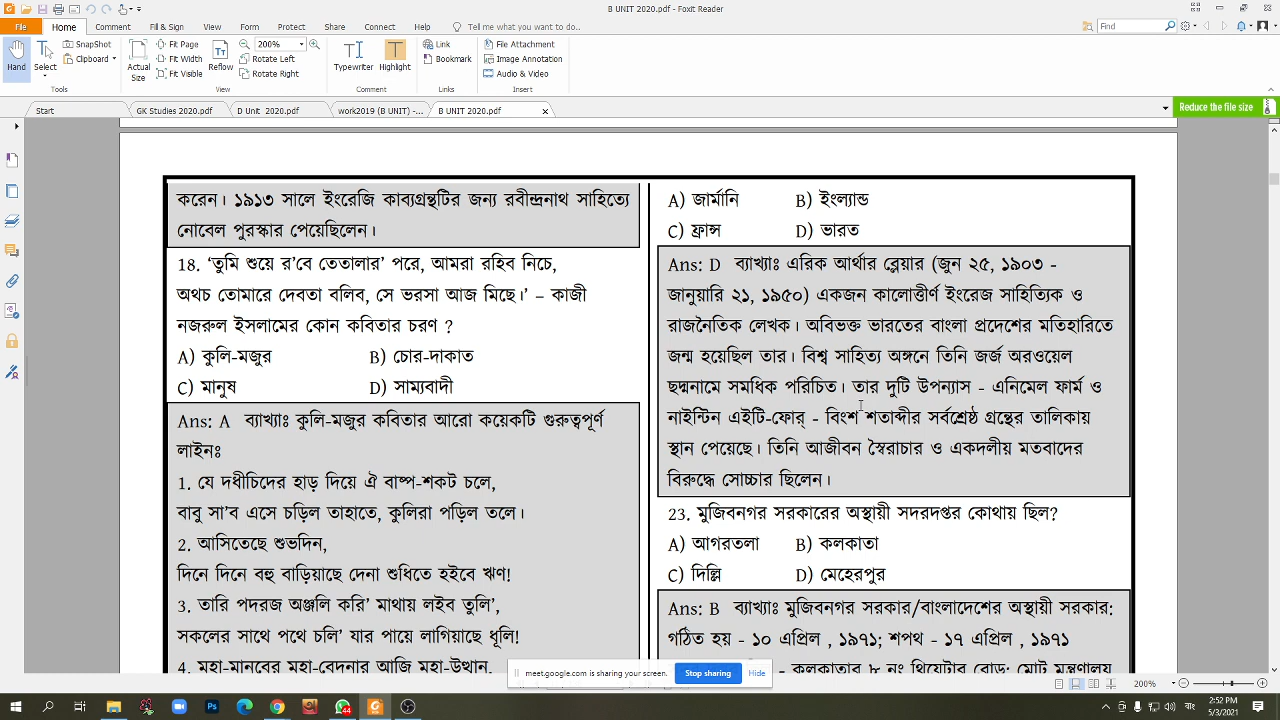 B UNIT 2020.pdf - Foxit Reader
File Home Comment Fill & Sign View Form Protect Share Connect Help Tell me what you want to do... Find
Hand
Select
SnapShot
Clipboard
Actual Size
Fit Page
Fit Width
Fit Visible
Reflow
200%
Rotate Left
Rotate Right
Typewriter
Highlight
Link
Bookmark
File Attachment
Image Annotation
Audio & Video
Tools View Comment Links Insert
Start GK Studies 2020.pdf D Unit 2020.pdf work2019 (B UNIT) -... B UNIT 2020.pdf Reduce the file size
করেন। ১৯১৩ সালে ইংরেজি কাব্যগ্রন্থটির জন্য রবীন্দ্রনাথ সাহিত্যে
নোবেল পুরস্কার পেয়েছিলেন।
18. ‘তুমি শুয়ে র’বে তেতালার’ পরে, আমরা রহিব নিচে,
অথচ তোমারে দেবতা বলিব, সে ভরসা আজ মিছে।’ – কাজী
নজরুল ইসলামের কোন কবিতার চরণ ?
A) কুলি-মজুর B) চোর-দাকাত
C) মানুষ D) সাম্যবাদী
Ans: A ব্যাখ্যাঃ কুলি-মজুর কবিতার আরো কয়েকটি গুরুত্বপূর্ণ
লাইনঃ
1. যে দধীচিদের হাড় দিয়ে ঐ বাষ্প-শকট চলে,
বাবু সা’ব এসে চড়িল তাহাতে, কুলিরা পড়িল তলে।
2. আসিতেছে শুভদিন,
দিনে দিনে বহু বাড়িয়াছে দেনা শুধিতে হইবে ঋণ!
3. তারি পদরজ অঞ্জলি করি’ মাথায় লইব তুলি’,
সকলের সাথে পথে চলি’ যার পায়ে লাগিয়াছে ধূলি!
4. মহা-মানবের মহা-বেদনার আজি মহা-উত্থান,
A) জার্মানি B) ইংল্যান্ড
C) ফ্রান্স D) ভারত
Ans: D ব্যাখ্যাঃ এরিক আর্থার ব্লেয়ার (জুন ২৫, ১৯০৩ -
জানুয়ারি ২১, ১৯৫০) একজন কালোত্তীর্ণ ইংরেজ সাহিত্যিক ও
রাজনৈতিক লেখক। অবিভক্ত ভারতের বাংলা প্রদেশের মতিহারিতে
জন্ম হয়েছিল তার। বিশ্ব সাহিত্য অঙ্গনে তিনি জর্জ অরওয়েল
ছদ্মনামে সমধিক পরিচিত। তার দুটি উপন্যাস - এনিমেল ফার্ম ও
নাইন্টিন এইটি-ফোর্ - বিংশ শতাব্দীর সর্বশ্রেষ্ঠ গ্রন্থের তালিকায়
স্থান পেয়েছে। তিনি আজীবন স্বৈরাচার ও একদলীয় মতবাদের
বিরুদ্ধে সোচ্চার ছিলেন।
23. মুজিবনগর সরকারের অস্থায়ী সদরদপ্তর কোথায় ছিল?
A) আগরতলা B) কলকাতা
C) দিল্লি D) মেহেরপুর
Ans: B ব্যাখ্যাঃ মুজিবনগর সরকার/বাংলাদেশের অস্থায়ী সরকার:
গঠিত হয় - ১০ এপ্রিল , ১৯৭১; শপথ - ১৭ এপ্রিল , ১৯৭১
- কলকাতার ৮ নং থিয়েটার রোড; মোট মন্ত্রণালয়
meet.google.com is sharing your screen. Stop sharing Hide
200%
44
2:52 PM
5/3/2021